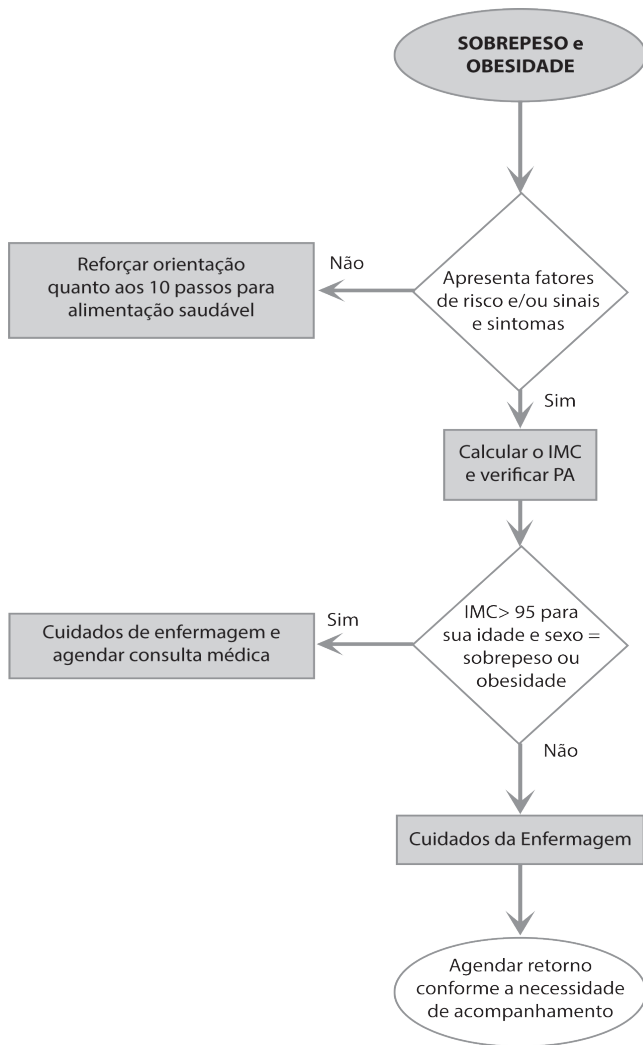 SOBREPESO e
OBESIDADE
Apresenta fatores
de risco e/ou sinais
e sintomas
Não
Reforçar orientação
quanto aos 10 passos para
alimentação saudável
Sim
Calcular o IMC
e verificar PA
IMC> 95 para
sua idade e sexo =
sobrepeso ou
obesidade
Sim
Cuidados de enfermagem e
agendar consulta médica
Não
Cuidados da Enfermagem
Agendar retorno
conforme a necessidade
de acompanhamento